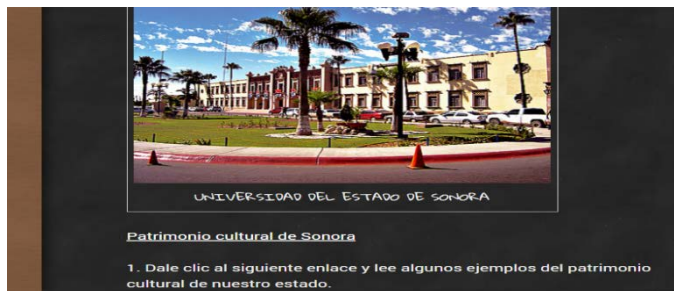 UNIVERSIDAD DEL ESTADO DE SONORA
Patrimonio cultural de Sonora
1. Dale clic al siguiente enlace y lee algunos ejemplos del patrimonio
cultural de nuestro estado.